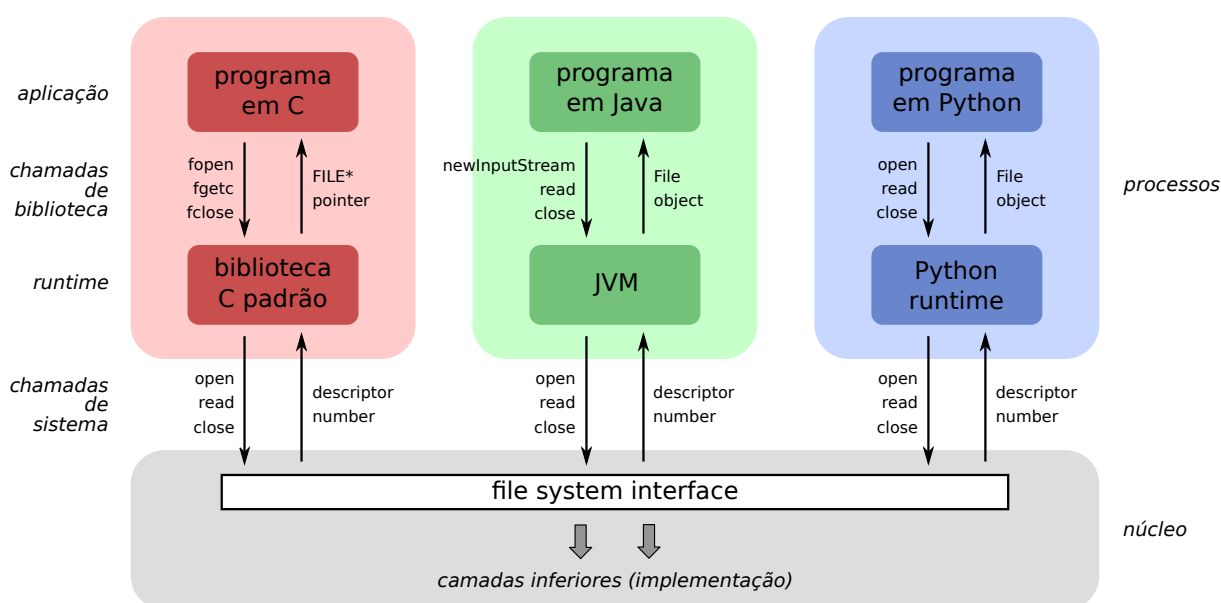 programa
em C
programa
em Java
programa
em Python
aplicação
chamadas
de
biblioteca
fopen
fgetc
fclose
FILE*
pointer
newInputStream
read
close
File
object
open
read
close
File
object
processos
runtime
biblioteca
C padrão
JVM
Python
runtime
chamadas
de
sistema
open
read
close
descriptor
number
open
read
close
descriptor
number
open
read
close
descriptor
number
file system interface
núcleo
camadas inferiores (implementação)